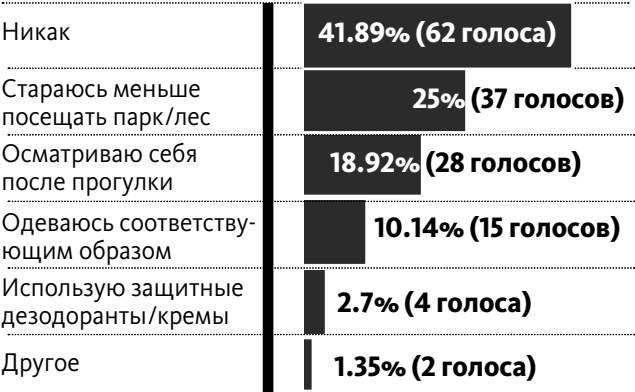 Никак
41.89% (62 голоса)
Стараюсь меньше
посещать парк/лес
25% (37 голосов)
Осматриваю себя
после прогулки
18.92% (28 голосов)
Одеваюсь соответству-
ющим образом
10.14% (15 голосов)
Использую защитные
дезодоранты/кремы
2.7% (4 голоса)
Другое
1.35% (2 голоса)